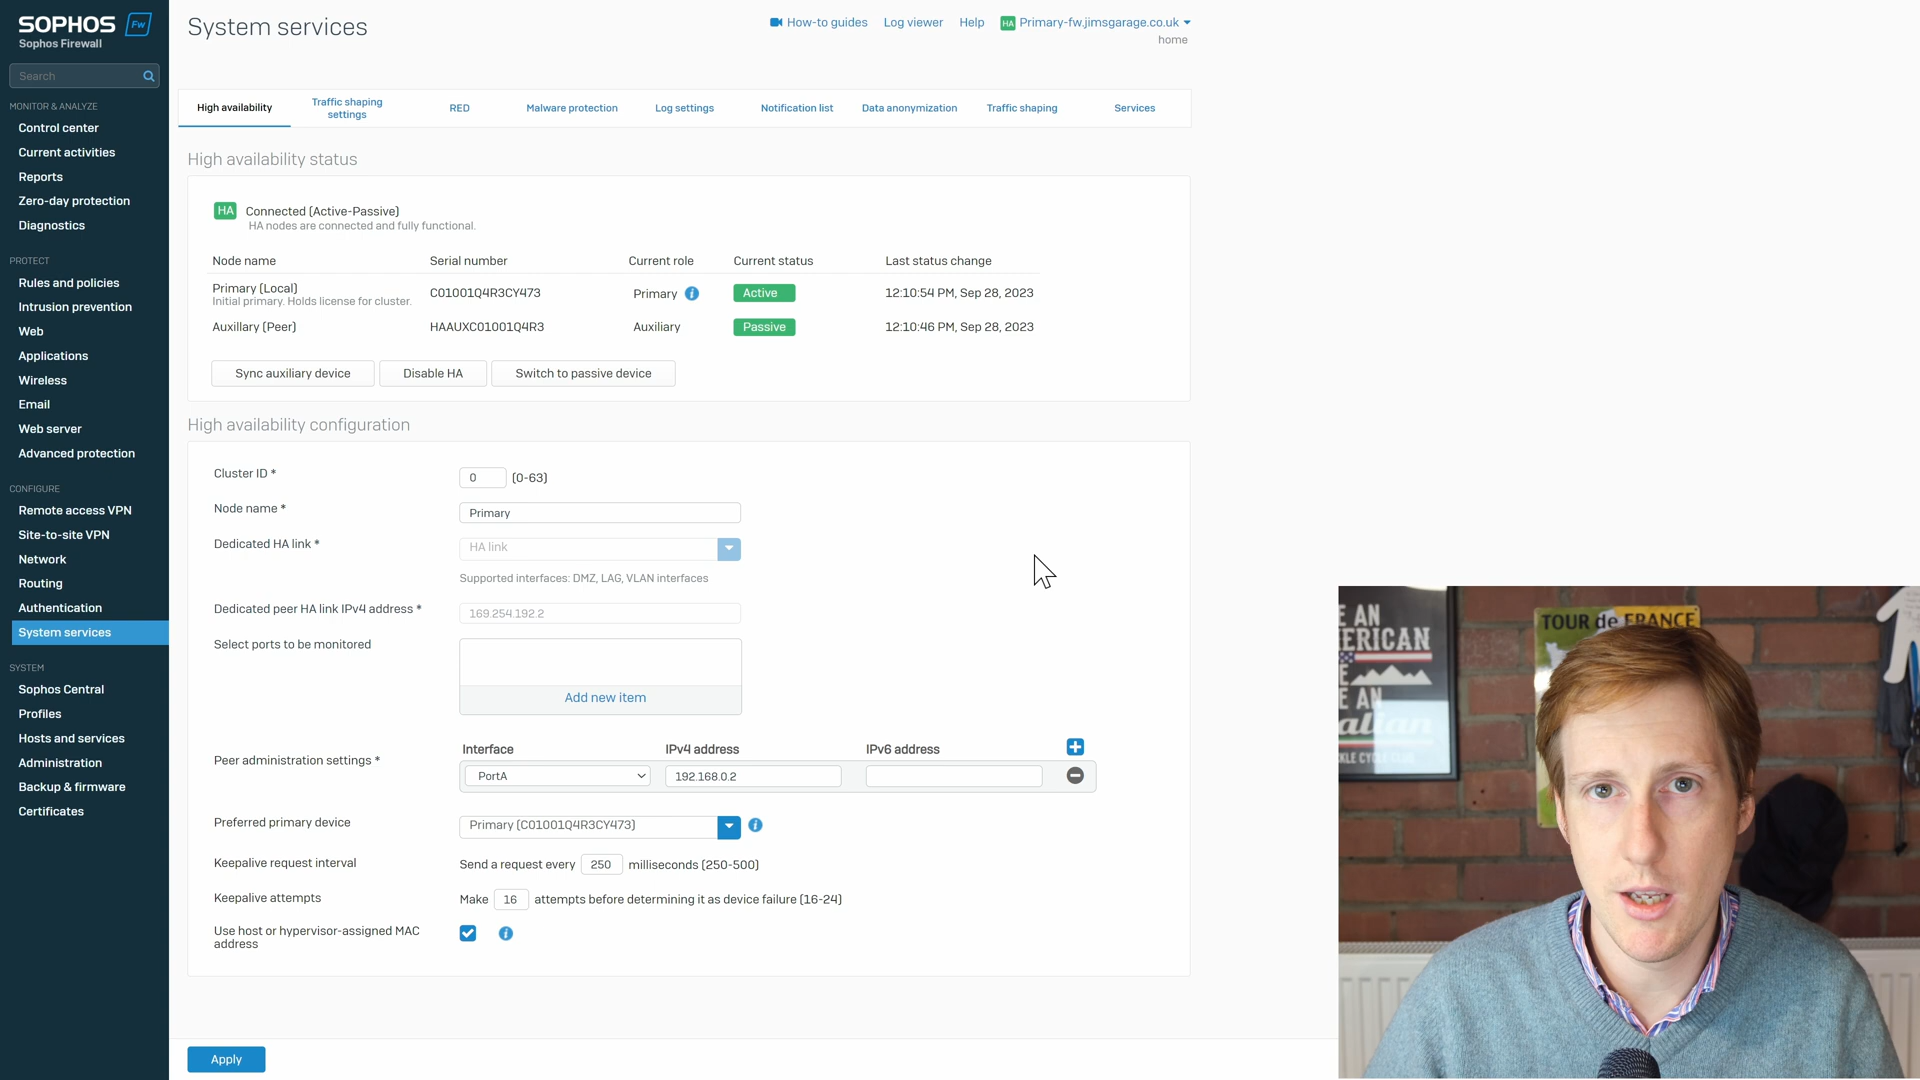 SOPHOS Fw
Sophos Firewall
Search
MONITOR & ANALYZE
Control center
Current activities
Reports
Zero-day protection
Diagnostics
PROTECT
Rules and policies
Intrusion prevention
Web
Applications
Wireless
Email
Web server
Advanced protection
CONFIGURE
Remote access VPN
Site-to-site VPN
Network
Routing
Authentication
System services
SYSTEM
Sophos Central
Profiles
Hosts and services
Administration
Backup & firmware
Certificates
System services
How-to guides Log viewer Help HA Primary-fw.jimsgarage.co.uk
home
High availability
Traffic shaping
settings
RED
Malware protection
Log settings
Notification list
Data anonymization
Traffic shaping
Services
High availability status
HA Connected (Active-Passive)
HA nodes are connected and fully functional.
Node name Serial number Current role Current status Last status change
Primary (Local) C01001Q4R3CY473 Primary Active 12:10:54 PM, Sep 28, 2023
Initial primary. Holds license for cluster.
Auxillary (Peer) HAAUXC01001Q4R3 Auxiliary Passive 12:10:46 PM, Sep 28, 2023
Sync auxiliary device Disable HA Switch to passive device
High availability configuration
Cluster ID * 0 (0-63)
Node name * Primary
Dedicated HA link * HA link
Supported interfaces: DMZ, LAG, VLAN interfaces
Dedicated peer HA link IPv4 address * 169.254.192.2
Select ports to be monitored
Add new item
Interface IPv4 address IPv6 address
Peer administration settings * PortA 192.168.0.2
Preferred primary device Primary (C01001Q4R3CY473)
Keepalive request interval Send a request every 250 milliseconds (250-500)
Keepalive attempts Make 16 attempts before determining it as device failure (16-24)
Use host or hypervisor-assigned MAC
address
Apply
TOUR de FRANCE